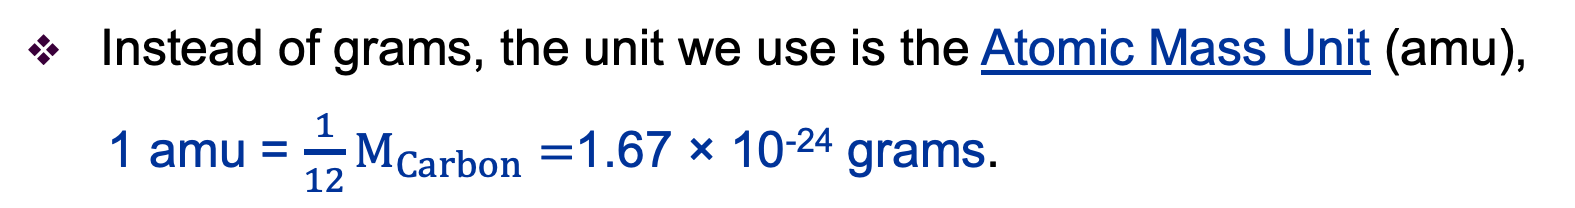 ❖ Instead of grams, the unit we use is the Atomic Mass Unit (amu),
1 amu = 1/12 M_Carbon =1.67 × 10^-24 grams.